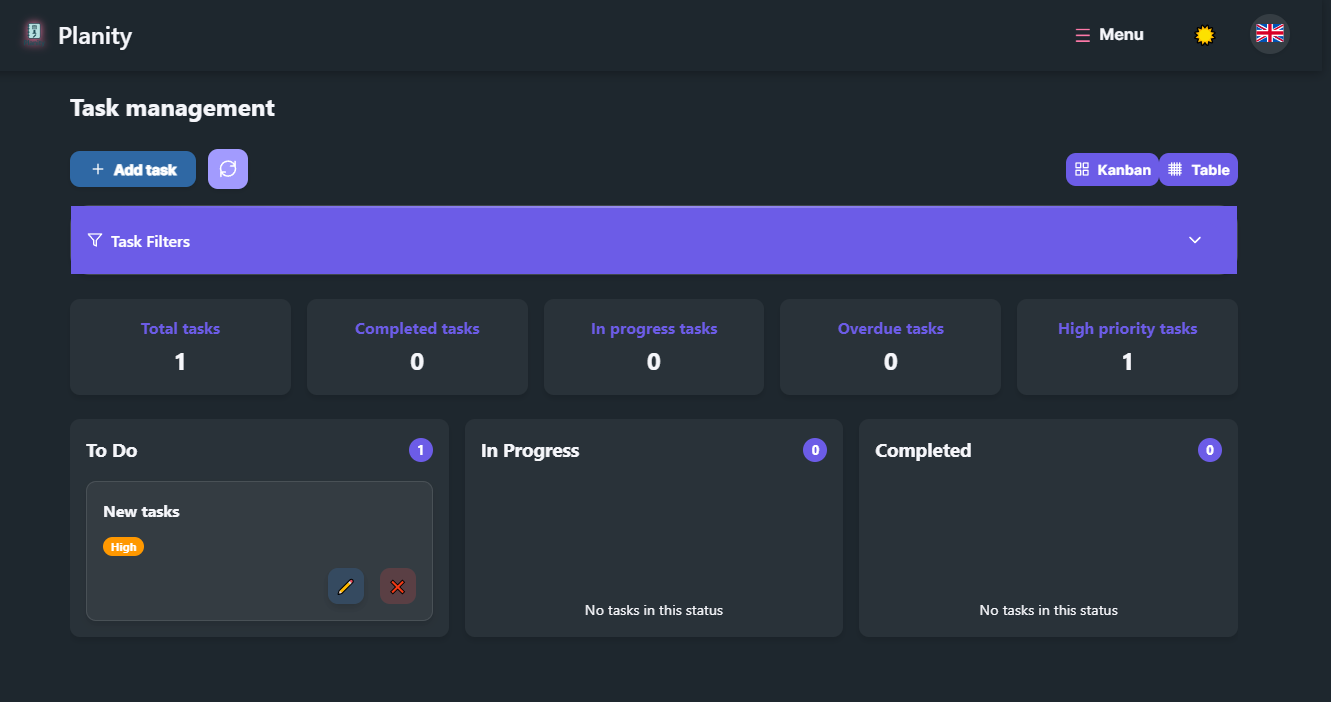 Planity
Menu
Task management
Add task
Kanban
Table
Task Filters
Total tasks
1
Completed tasks
0
In progress tasks
0
Overdue tasks
0
High priority tasks
1
To Do
1
New tasks
High
In Progress
0
No tasks in this status
Completed
0
No tasks in this status